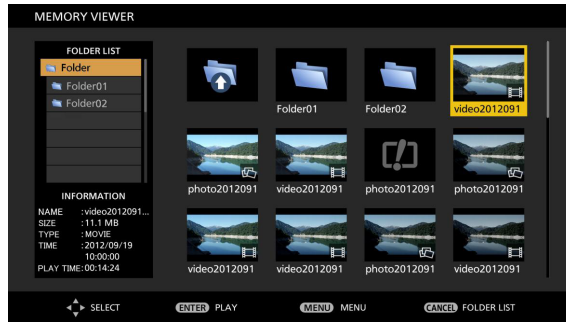 MEMORY VIEWER
FOLDER LIST
Folder
Folder01
Folder02
INFORMATION
NAME :video2012091...
SIZE :11.1 MB
TYPE :MOVIE
TIME :2012/09/19
10:00:00
PLAY TIME:00:14:24
Folder01
Folder02
video2012091
photo2012091
video2012091
photo2012091
photo2012091
video2012091
video2012091
photo2012091
video2012091
SELECT
ENTER PLAY
MENU MENU
CANCEL FOLDER LIST